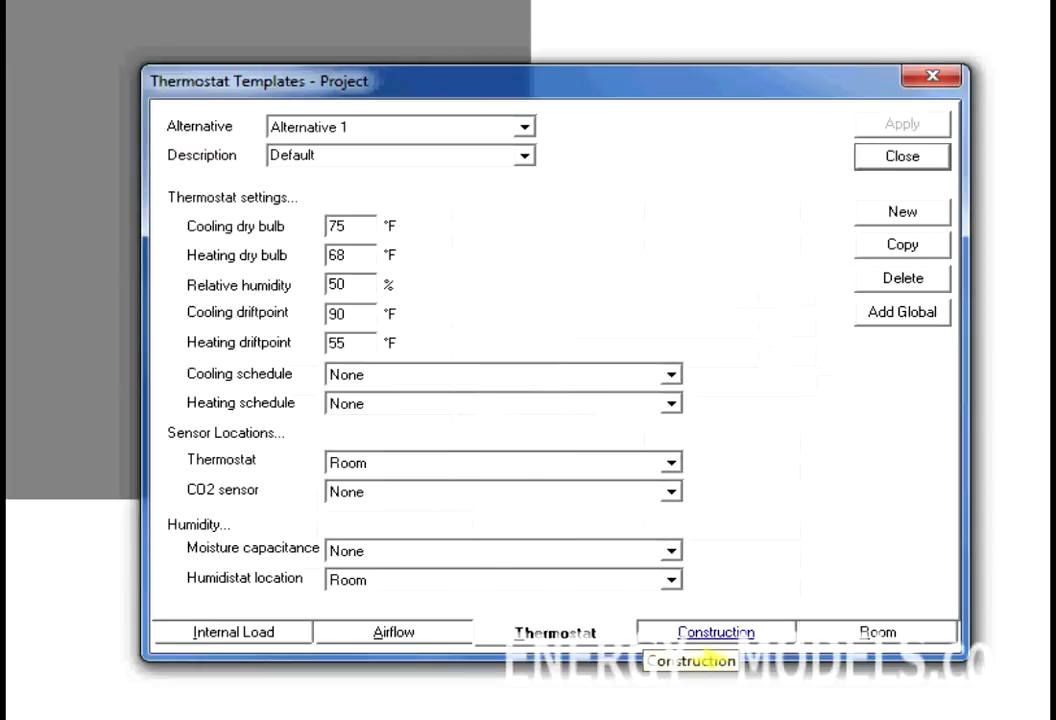 Thermostat Templates - Project
Alternative Alternative 1 Apply
Description Default Close
Thermostat settings...
Cooling dry bulb 75 °F New
Heating dry bulb 68 °F Copy
Relative humidity 50 % Delete
Cooling driftpoint 90 °F Add Global
Heating driftpoint 55 °F
Cooling schedule None
Heating schedule None
Sensor Locations...
Thermostat Room
CO2 sensor None
Humidity...
Moisture capacitance None
Humidistat location Room
Internal Load Airflow Thermostat Construction Room
Construction